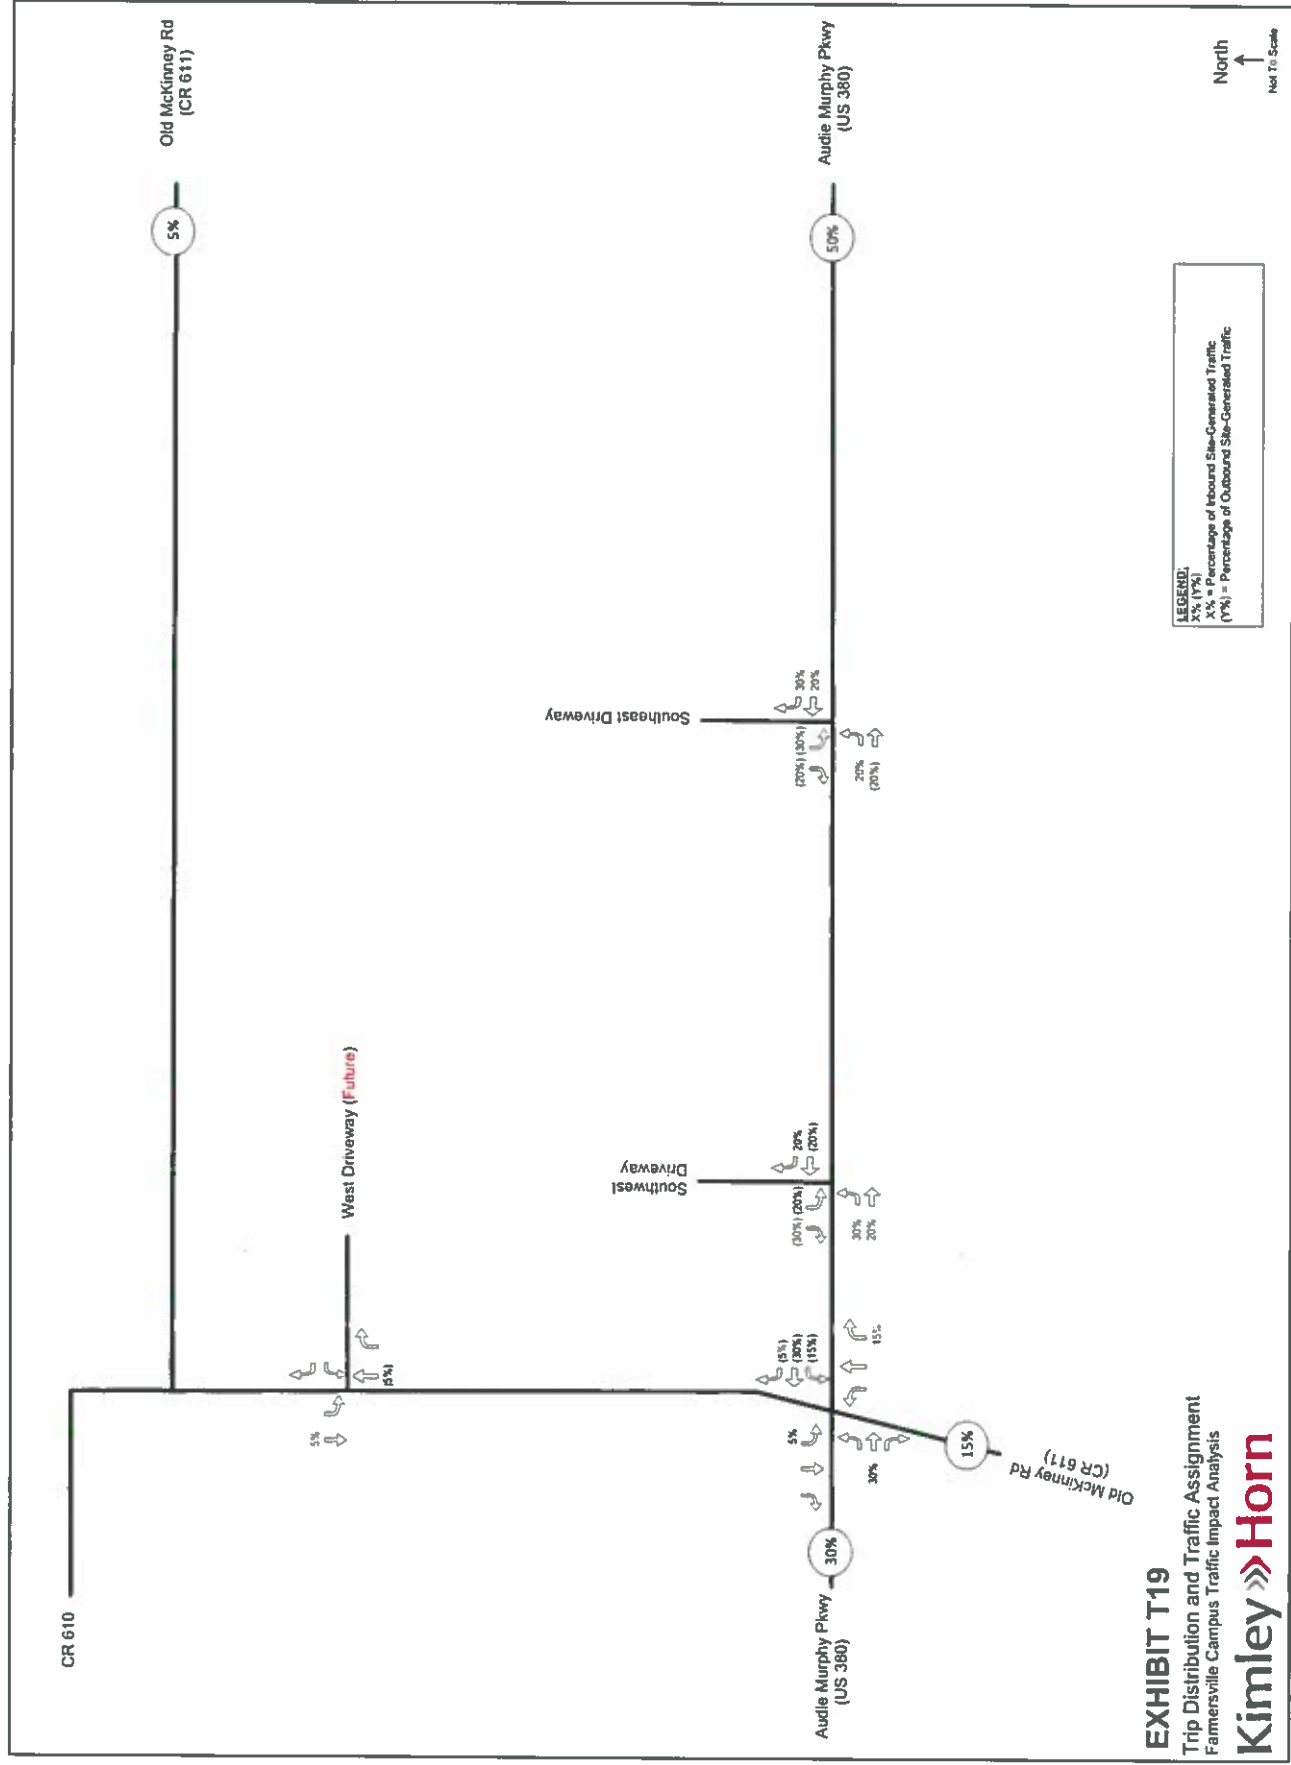 CR 610
Old McKinney Rd
(CR 611)
5%
West Driveway (Future)
5%
(5%)
Southwest
Driveway
Southeast Driveway
(30%) (20%)
20%
(20%)
30%
20%
(20%) (30%)
30%
20%
20%
(20%)
5%
(5%)
(30%)
(15%)
30%
15%
Audie Murphy Pkwy
(US 380)
30%
50%
Audie Murphy Pkwy
(US 380)
15%
Old McKinney Rd
(CR 611)
LEGEND:
X% (Y%)
X% = Percentage of Inbound Site-Generated Traffic
(Y%) = Percentage of Outbound Site-Generated Traffic
North
Not To Scale
EXHIBIT T19
Trip Distribution and Traffic Assignment
Farmersville Campus Traffic Impact Analysis
Kimley»Horn